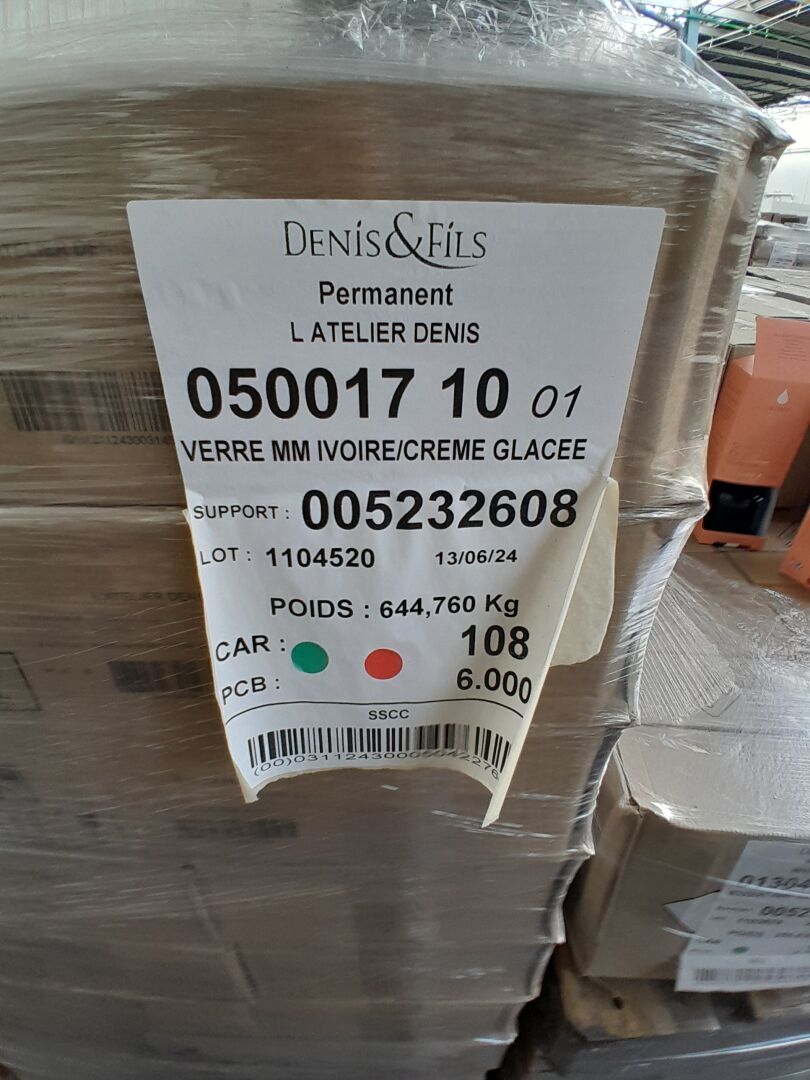 DENIS&FILS
Permanent
L ATELIER DENIS
050017 10 01
VERRE MM IVOIRE/CREME GLACEE
SUPPORT : 005232608
LOT : 1104520 13/06/24
POIDS : 644,760 Kg
CAR : 108
PCB : 6.000
SSCC
POIDS